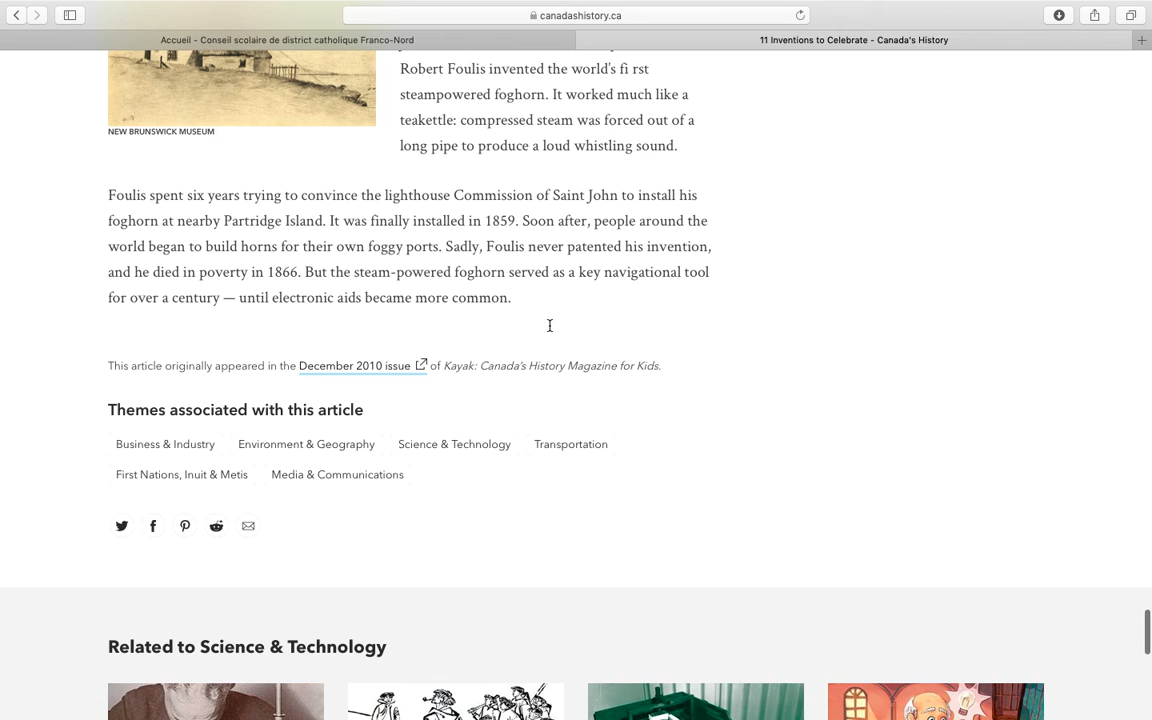 canadashistory.ca
Accueil – Conseil scolaire de district catholique Franco-Nord
11 Inventions to Celebrate - Canada's History
Robert Foulis invented the world's fi rst
steampowered foghorn. It worked much like a
teakettle: compressed steam was forced out of a
long pipe to produce a loud whistling sound.
NEW BRUNSWICK MUSEUM
Foulis spent six years trying to convince the lighthouse Commission of Saint John to install his
foghorn at nearby Partridge Island. It was finally installed in 1859. Soon after, people around the
world began to build horns for their own foggy ports. Sadly, Foulis never patented his invention,
and he died in poverty in 1866. But the steam-powered foghorn served as a key navigational tool
for over a century — until electronic aids became more common.
This article originally appeared in the December 2010 issue of Kayak: Canada's History Magazine for Kids.
Themes associated with this article
Business & Industry Environment & Geography Science & Technology Transportation
First Nations, Inuit & Metis Media & Communications
Related to Science & Technology